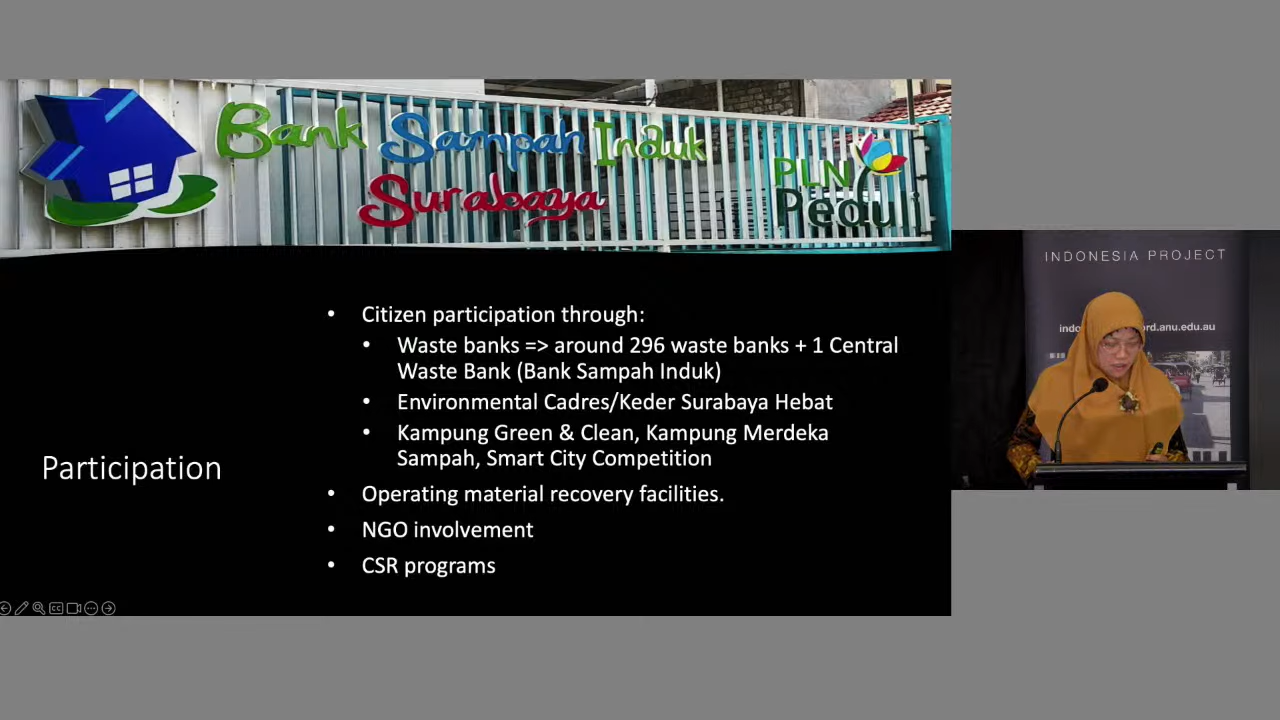 Bank Sampah Induk
Surabaya
PLN
Peduli
INDONESIA PROJECT
rd.anu.edu.au
Participation
• Citizen participation through:
• Waste banks => around 296 waste banks + 1 Central
Waste Bank (Bank Sampah Induk)
• Environmental Cadres/Keder Surabaya Hebat
• Kampung Green & Clean, Kampung Merdeka
Sampah, Smart City Competition
• Operating material recovery facilities.
• NGO involvement
• CSR programs